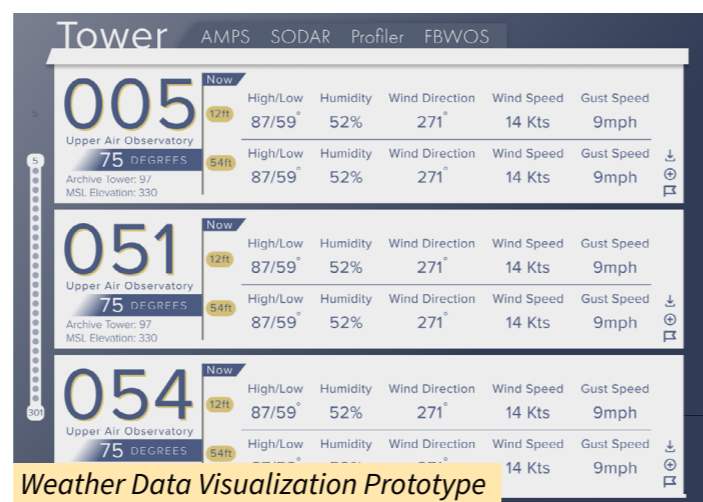 Tower AMPS SODAR Profiler FBWOS
005
Upper Air Observatory
75 DEGREES
Archive Tower: 97
MSL Elevation: 330
Now
12ft
High/Low Humidity Wind Direction Wind Speed Gust Speed
87/59° 52% 271° 14 Kts 9mph
54ft
High/Low Humidity Wind Direction Wind Speed Gust Speed
87/59° 52% 271° 14 Kts 9mph
5
5
051
Upper Air Observatory
75 DEGREES
Archive Tower: 97
MSL Elevation: 330
Now
12ft
High/Low Humidity Wind Direction Wind Speed Gust Speed
87/59° 52% 271° 14 Kts 9mph
54ft
High/Low Humidity Wind Direction Wind Speed Gust Speed
87/59° 52% 271° 14 Kts 9mph
301
054
Upper Air Observatory
75 DEGREES
Now
12ft
High/Low Humidity Wind Direction Wind Speed Gust Speed
87/59° 52% 271° 14 Kts 9mph
54ft
High/Low Humidity Wind Direction Wind Speed Gust Speed
14 Kts 9mph
Weather Data Visualization Prototype